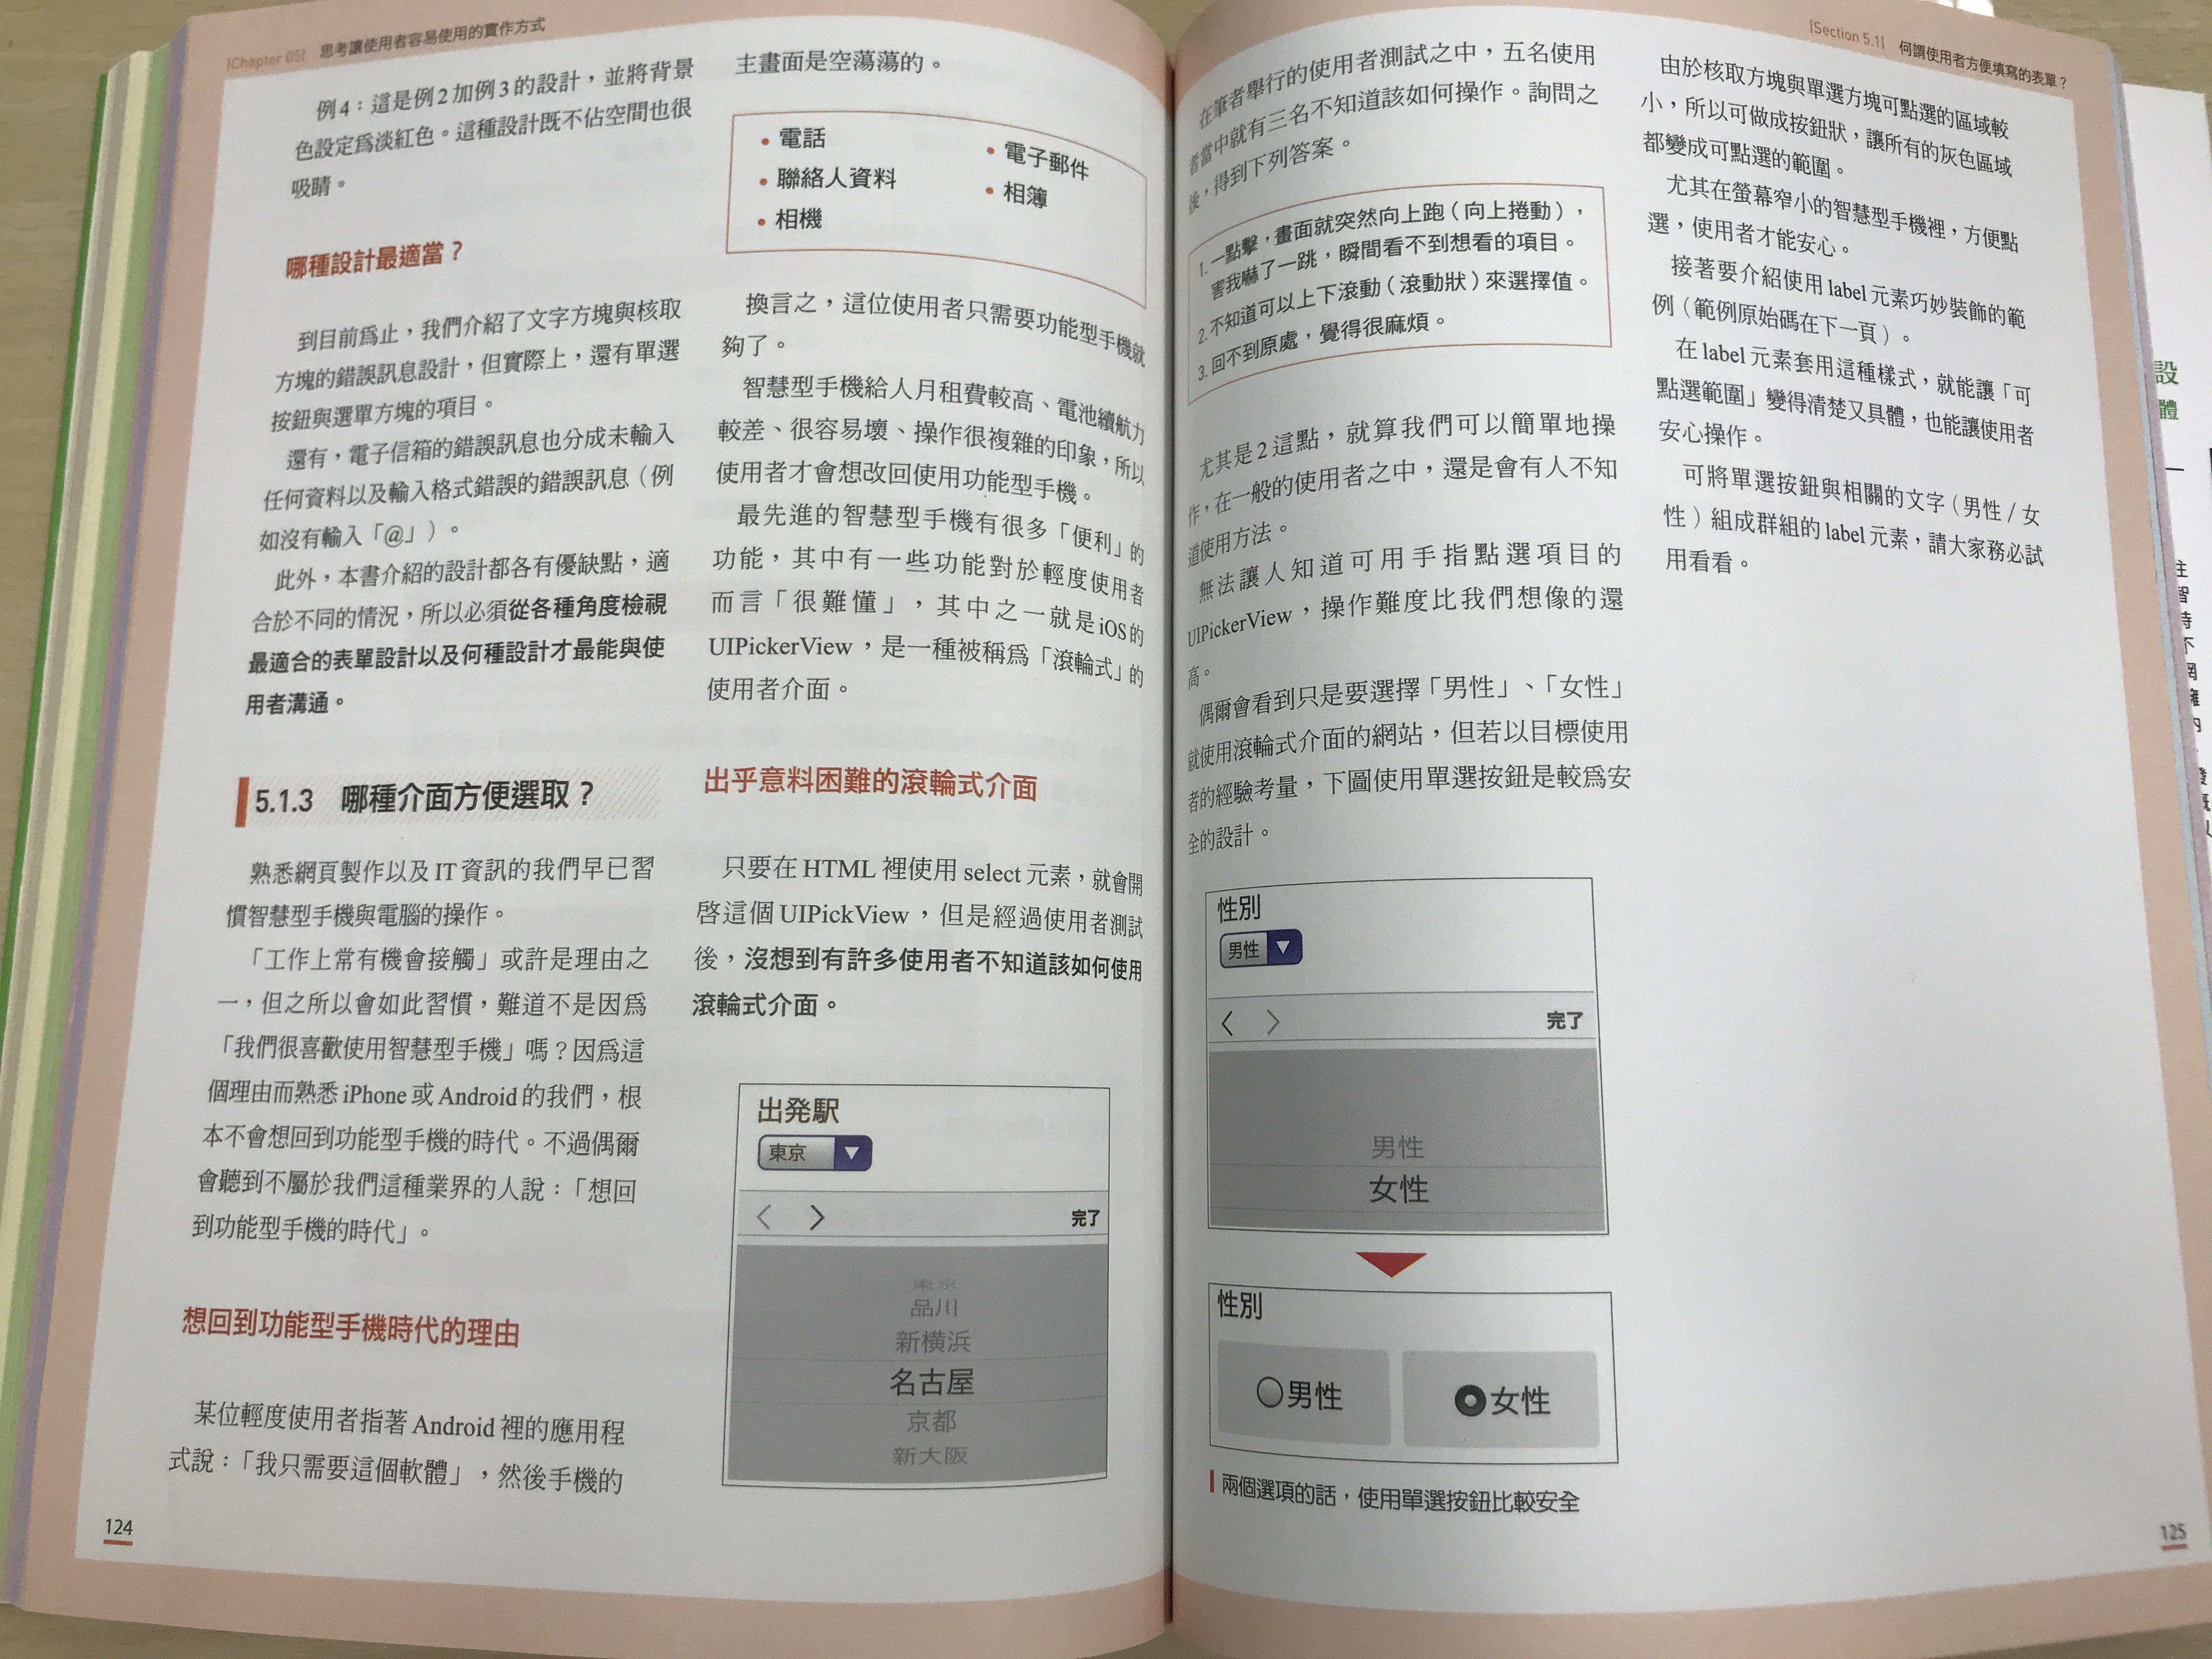 |Chapter 05| 思考讓使用者容易使用的實作方式
例4：這是例2加例3的設計，並將背景
色設定爲淡紅色。這種設計既不佔空間也很
吸睛。
哪種設計最適當？
到目前爲止，我們介紹了文字方塊與核取
方塊的錯誤訊息設計，但實際上，還有單選
按鈕與選單方塊的項目。
還有，電子信箱的錯誤訊息也分成未輸入
任何資料以及輸入格式錯誤的錯誤訊息（例
如沒有輸入「@」）。
此外，本書介紹的設計都各有優缺點，適
合於不同的情況，所以必須從各種角度檢視
最適合的表單設計以及何種設計才最能與使
用者溝通。
5.1.3 哪種介面方便選取？
熟悉網頁製作以及IT資訊的我們早已習
慣智慧型手機與電腦的操作。
「工作上常有機會接觸」或許是理由之
一，但之所以會如此習慣，難道不是因爲
「我們很喜歡使用智慧型手機」嗎？因爲這
個理由而熟悉iPhone或Android的我們，根
本不會想回到功能型手機的時代。不過偶爾
會聽到不屬於我們這種業界的人說：「想回
到功能型手機的時代」。
想回到功能型手機時代的理由
某位輕度使用者指著Android裡的應用程
式說：「我只需要這個軟體」，然後手機的
124
主畫面是空蕩蕩的。
• 電話
• 聯絡人資料
• 相機
• 電子郵件
• 相簿
換言之，這位使用者只需要功能型手機就
夠了。
智慧型手機給人月租費較高、電池續航力
較差、很容易壞、操作很複雜的印象，所以
使用者才會想改回使用功能型手機。
最先進的智慧型手機有很多「便利」的
功能，其中有一些功能對於輕度使用者
而言「很難懂」，其中之一就是iOS的
UIPickerView，是一種被稱爲「滾輪式」的
使用者介面。
出乎意料困難的滾輪式介面
只要在HTML裡使用select元素，就會開
啓這個UIPickView，但是經過使用者測試
後，沒想到有許多使用者不知道該如何使用
滾輪式介面。
出発駅
東京
完了
東京
品川
新横浜
名古屋
京都
新大阪
|Section 5.1| 何謂使用者方便填寫的表單？
在筆者舉行的使用者測試之中，五名使用
者當中就有三名不知道該如何操作。詢問之
後，得到下列答案。
1. 一點擊，畫面就突然向上跑（向上捲動），
害我嚇了一跳，瞬間看不到想看的項目。
2. 不知道可以上下滾動（滾動狀）來選擇值。
3. 回不到原處，覺得很麻煩。
尤其是2這點，就算我們可以簡單地操
作，在一般的使用者之中，還是會有人不知
道使用方法。
無法讓人知道可用手指點選項目的
UIPickerView，操作難度比我們想像的還
高。
偶爾會看到只是要選擇「男性」、「女性」
就使用滾輪式介面的網站，但若以目標使用
者的經驗考量，下圖使用單選按鈕是較爲安
全的設計。
性別
男性
完了
男性
女性
性別
男性
女性
兩個選項的話，使用單選按鈕比較安全
由於核取方塊與單選方塊可點選的區域較
小，所以可做成按鈕狀，讓所有的灰色區域
都變成可點選的範圍。
尤其在螢幕窄小的智慧型手機裡，方便點
選，使用者才能安心。
接著要介紹使用label元素巧妙裝飾的範
例（範例原始碼在下一頁）。
在label元素套用這種樣式，就能讓「可
點選範圍」變得清楚又具體，也能讓使用者
安心操作。
可將單選按鈕與相關的文字（男性/女
性）組成群組的label元素，請大家務必試
用看看。
125
設
體